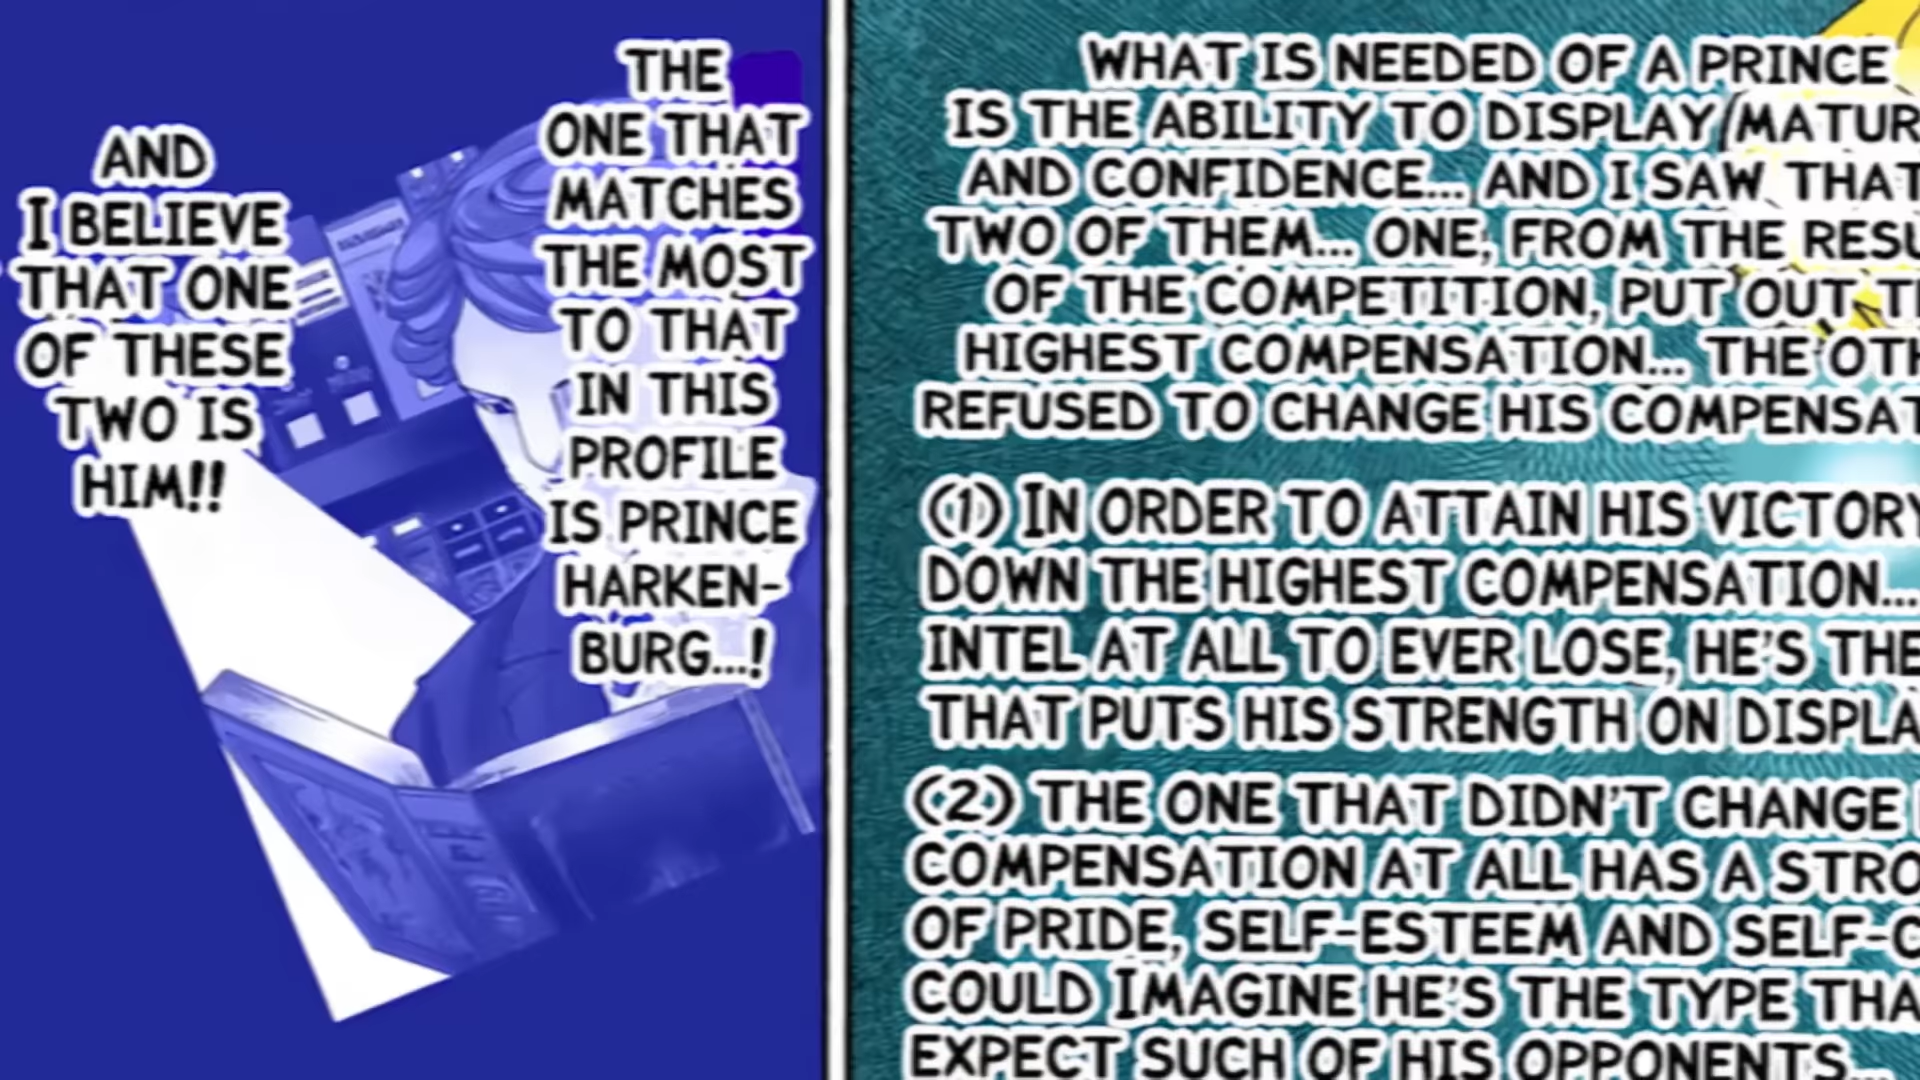 WHAT IS NEEDED OF A PRINCE
IS THE ABILITY TO DISPLAY
AND CONFIDENCE... AND I SAW THAT
TWO OF THEM... ONE, FROM THE
OF THE COMPETITION, PUT OUT
HIGHEST COMPENSATION... THE
REFUSED TO CHANGE HIS
(1) IN ORDER TO ATTAIN HIS VICTORY
DOWN THE HIGHEST COMPENSATION...
INTEL AT ALL TO EVER LOSE, HE'S THE
THAT PUTS HIS STRENGTH ON
(2) THE ONE THAT DIDN'T CHANGE
COMPENSATION AT ALL HAS A
OF PRIDE, SELF-ESTEEM AND
COULD IMAGINE HE'S THE TYPE
EXPECT SUCH OF HIS OPPONENTS...
THE
ONE THAT
MATCHES
THE MOST
TO THAT
IN THIS
PROFILE
IS PRINCE
HARKEN-
BURG...!
AND
I BELIEVE
THAT ONE
OF THESE
TWO IS
HIM!!